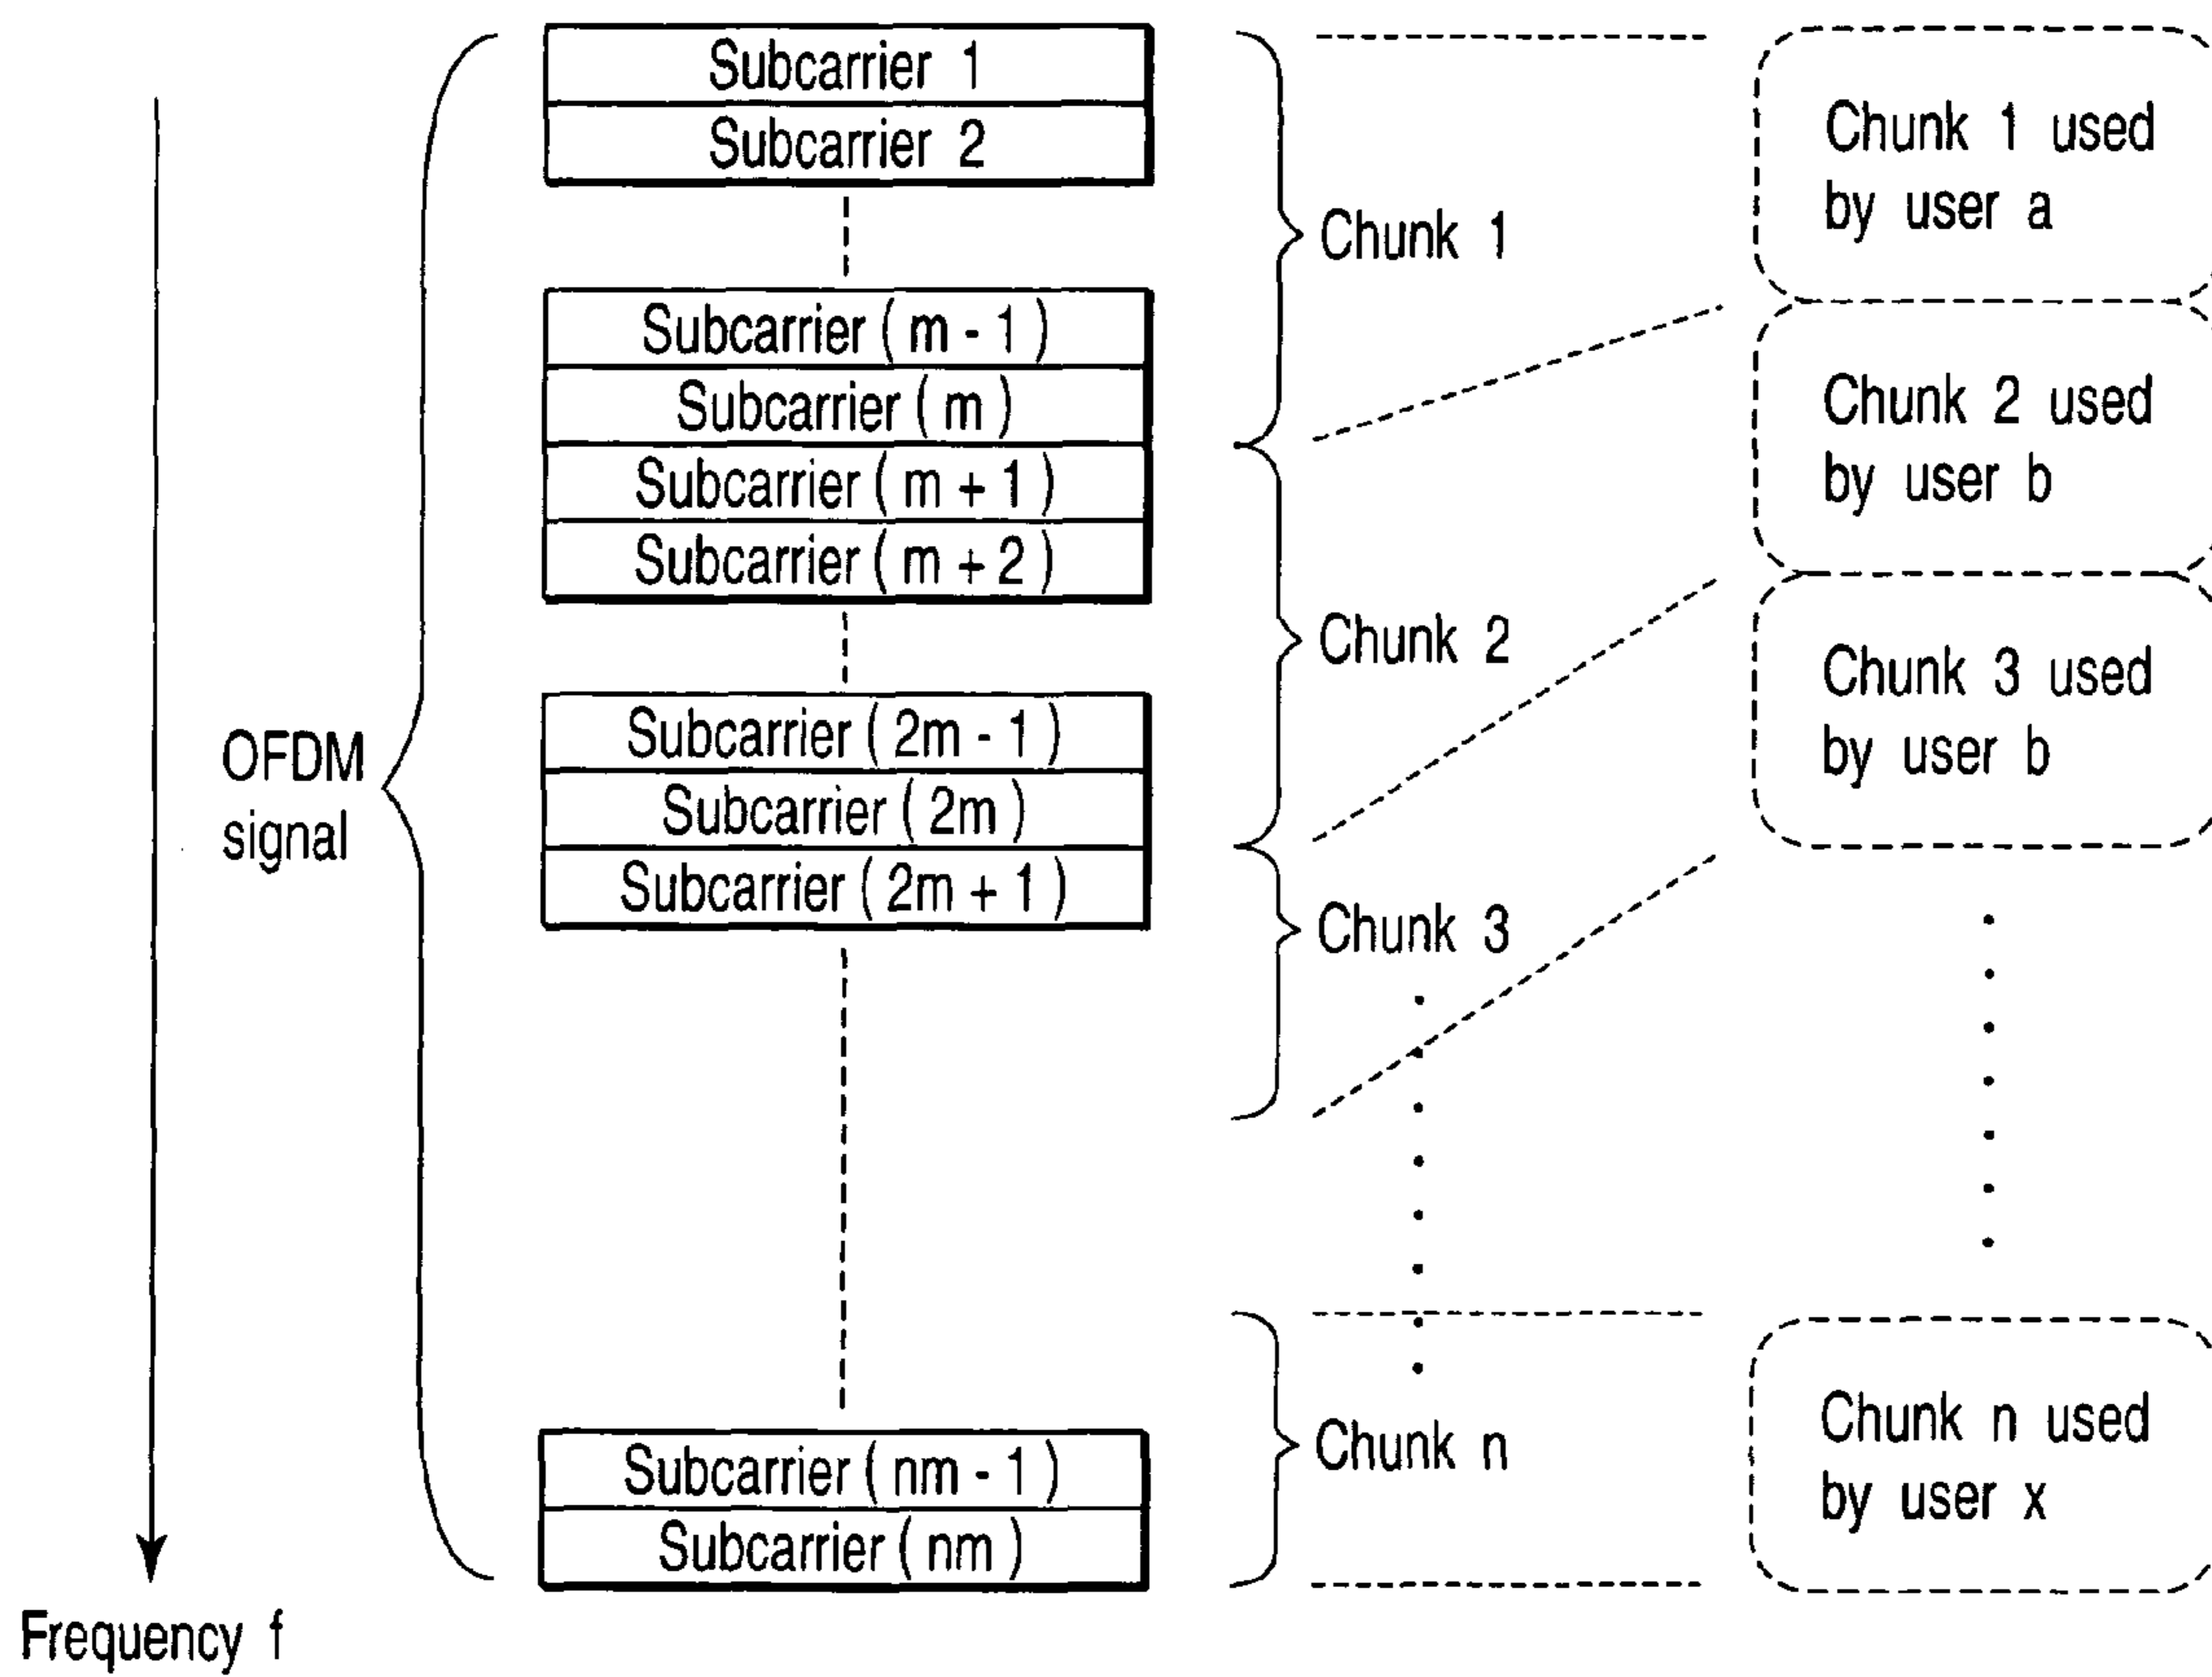 Subcarrier 1
Subcarrier 2
Subcarrier ( m - 1 )
Subcarrier ( m )
Subcarrier ( m + 1 )
Subcarrier ( m + 2 )
Subcarrier ( 2m - 1 )
Subcarrier ( 2m )
Subcarrier ( 2m + 1 )
Subcarrier ( nm - 1 )
Subcarrier ( nm )
OFDM
signal
Frequency f
Chunk 1
Chunk 2
Chunk 3
Chunk n
Chunk 1 used
by user a
Chunk 2 used
by user b
Chunk 3 used
by user b
Chunk n used
by user x